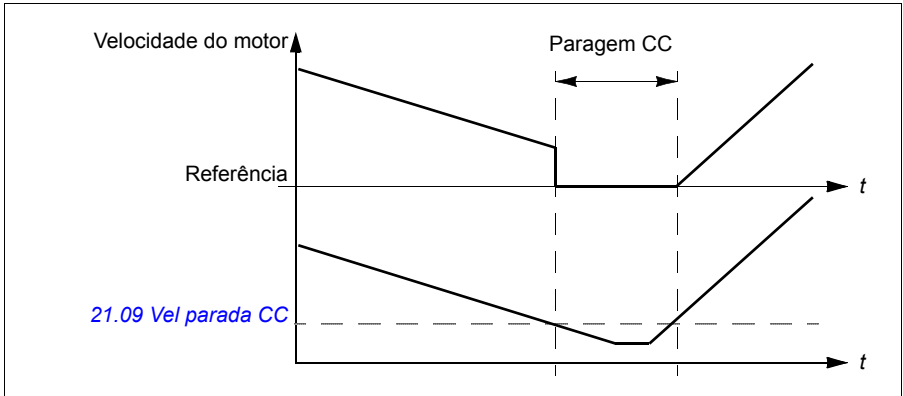 Velocidade do motor
Paragem CC
Referência
t
21.09 Vel parada CC
t